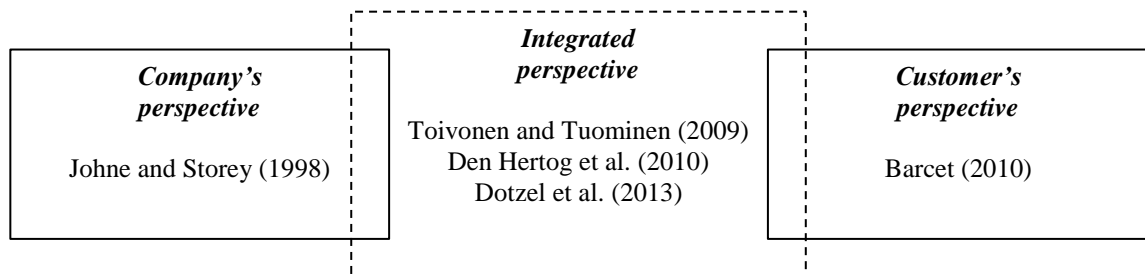 Integrated
perspective
Company's
perspective
Customer's
perspective
Toivonen and Tuominen (2009)
Johne and Storey (1998)
Den Hertog et al. (2010)
Barcet (2010)
Dotzel et al. (2013)